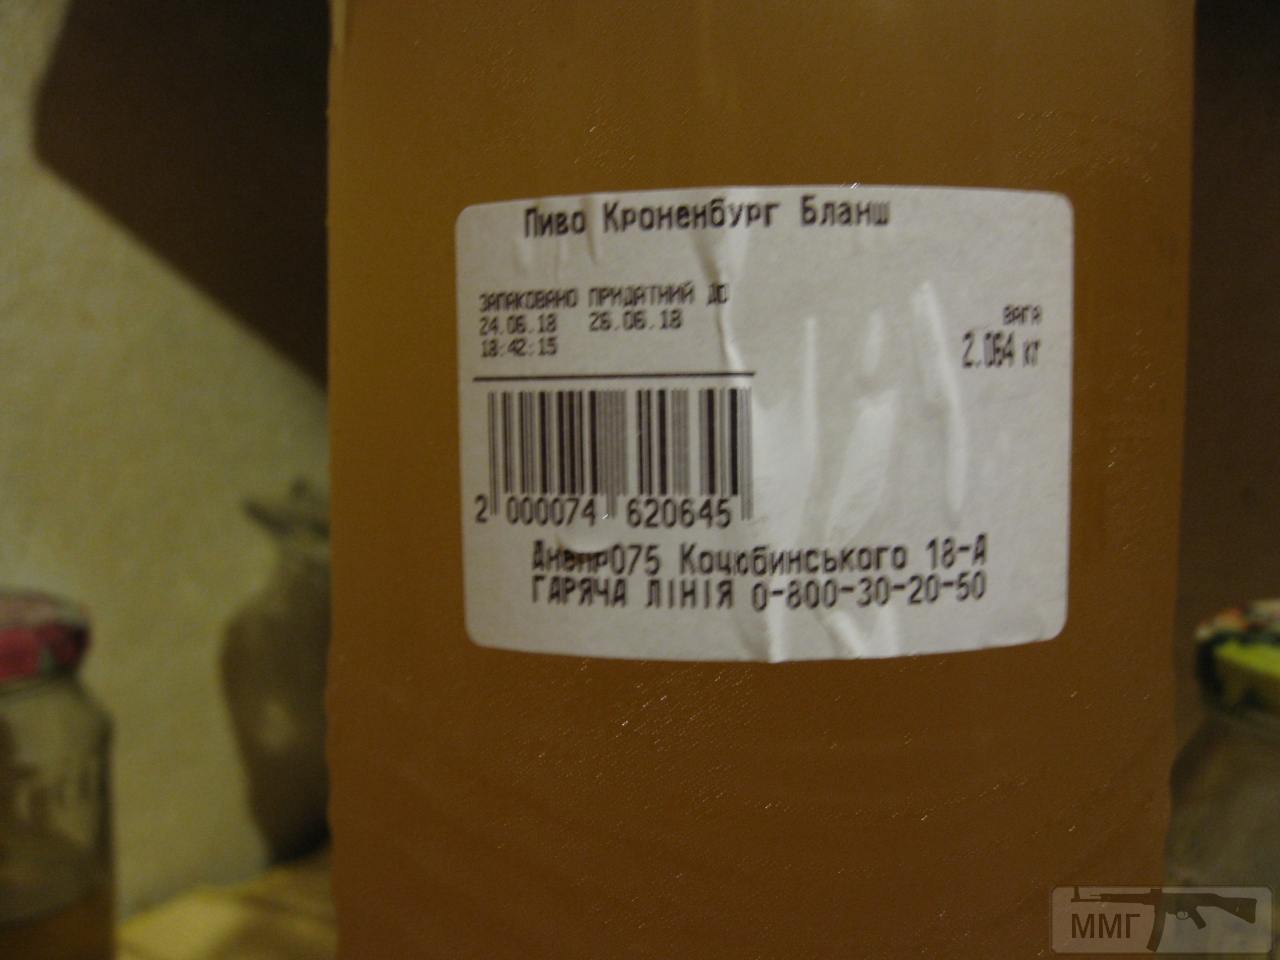 Пиво Кроненбург Бланш
ЗАПАКОВАНО ПРИДАТНИЙ ДО
24.06.18 26.06.18
18:42:15
ВАГА
2.064 кг
2 000074 620645
Днепр075 Коцюбинського 18-А
ГАРЯЧА ЛІНІЯ 0-800-30-20-50
ММГ